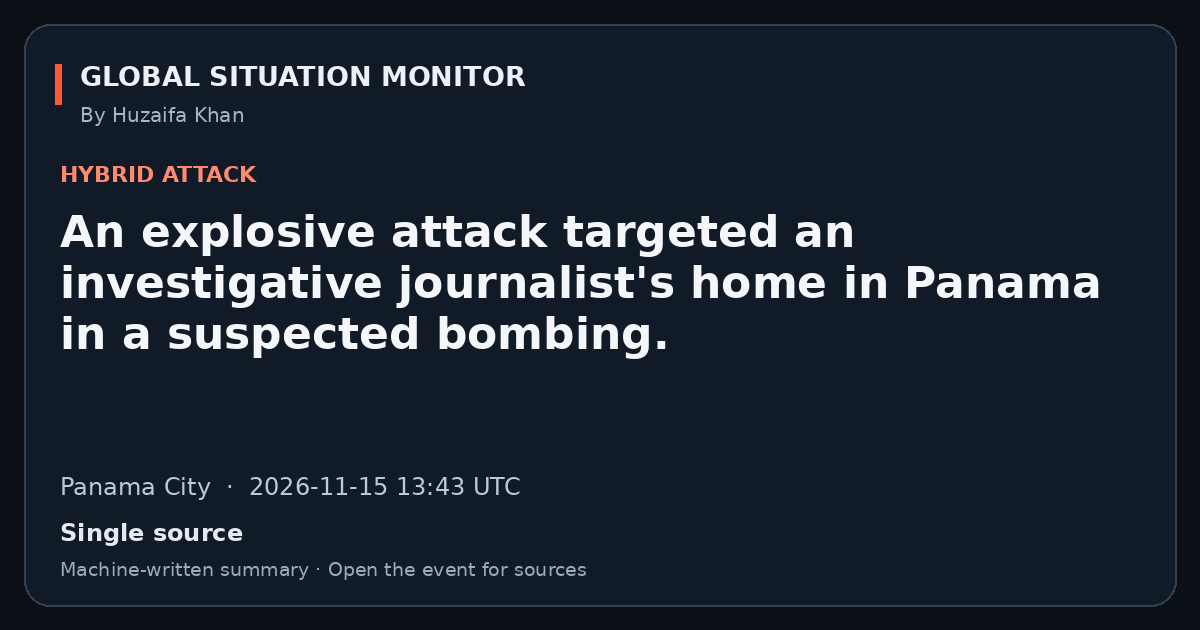 GLOBAL SITUATION MONITOR
By Huzaifa Khan
HYBRID ATTACK
An explosive attack targeted an
investigative journalist's home in Panama
in a suspected bombing.
Panama City · 2026-11-15 13:43 UTC
Single source
Machine-written summary · Open the event for sources